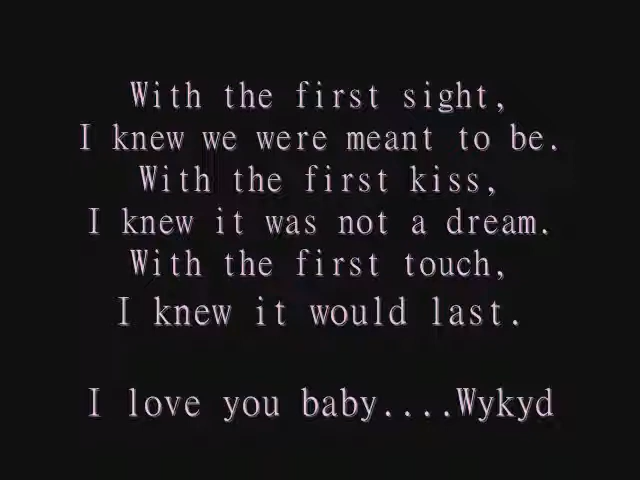 With the first sight,
I knew we were meant to be.
With the first kiss,
I knew it was not a dream.
With the first touch,
I knew it would last.
I love you baby....Wykyd